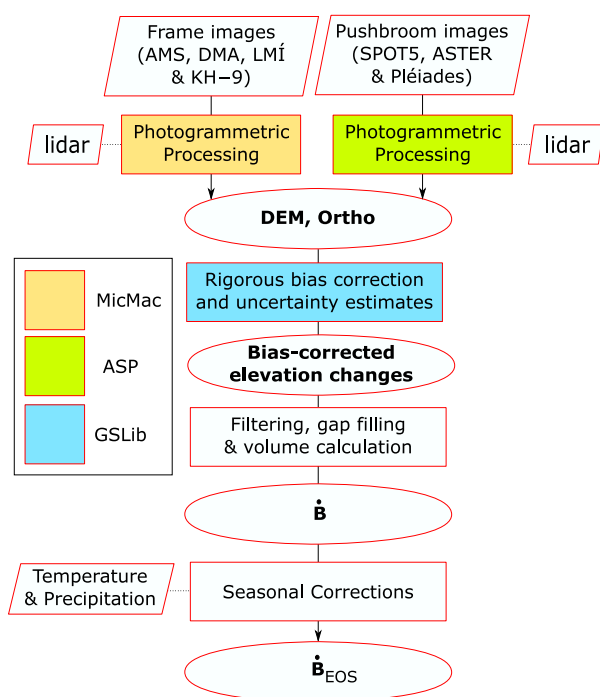 Frame images
(AMS, DMA, LMÍ
& KH−9)
Pushbroom images
(SPOT5, ASTER
& Pléiades)
lidar
Photogrammetric
Processing
Photogrammetric
Processing
lidar
DEM, Ortho
Rigorous bias correction
and uncertainty estimates
MicMac
ASP
GSLib
Bias-corrected
elevation changes
Filtering, gap filling
& volume calculation
Ḃ
Temperature
& Precipitation
Seasonal Corrections
Ḃ_EOS